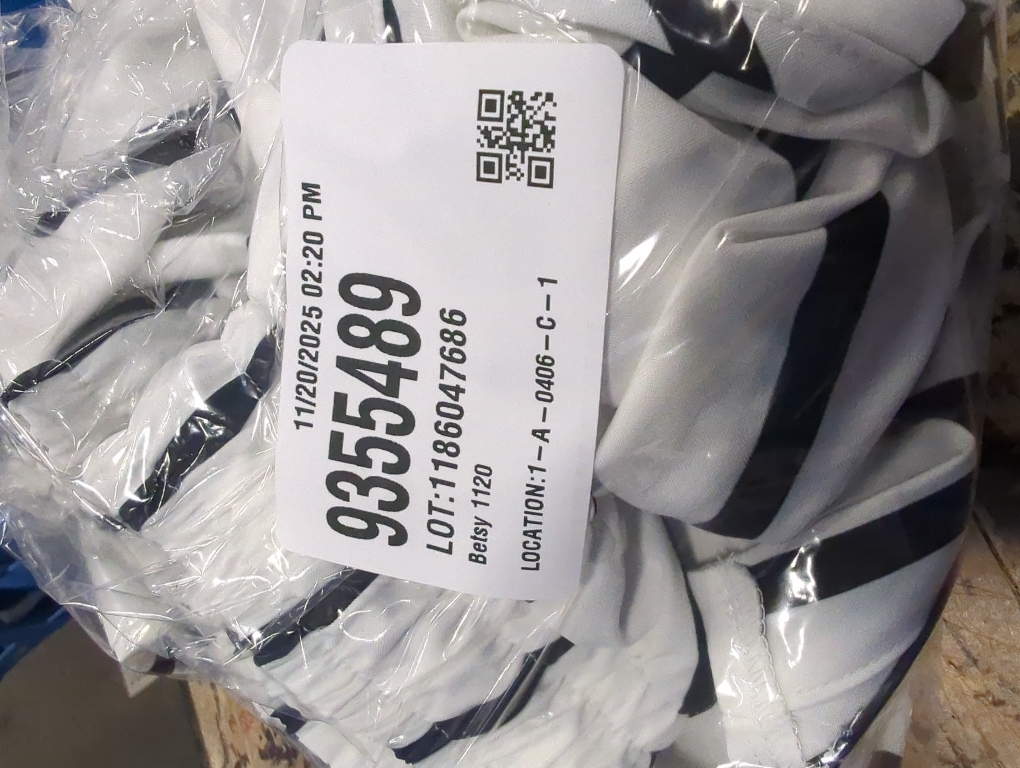 11/20/2025 02:20 PM
9355489
LOT:1186047686
Betsy 1120
LOCATION:1-A-0406-C-1